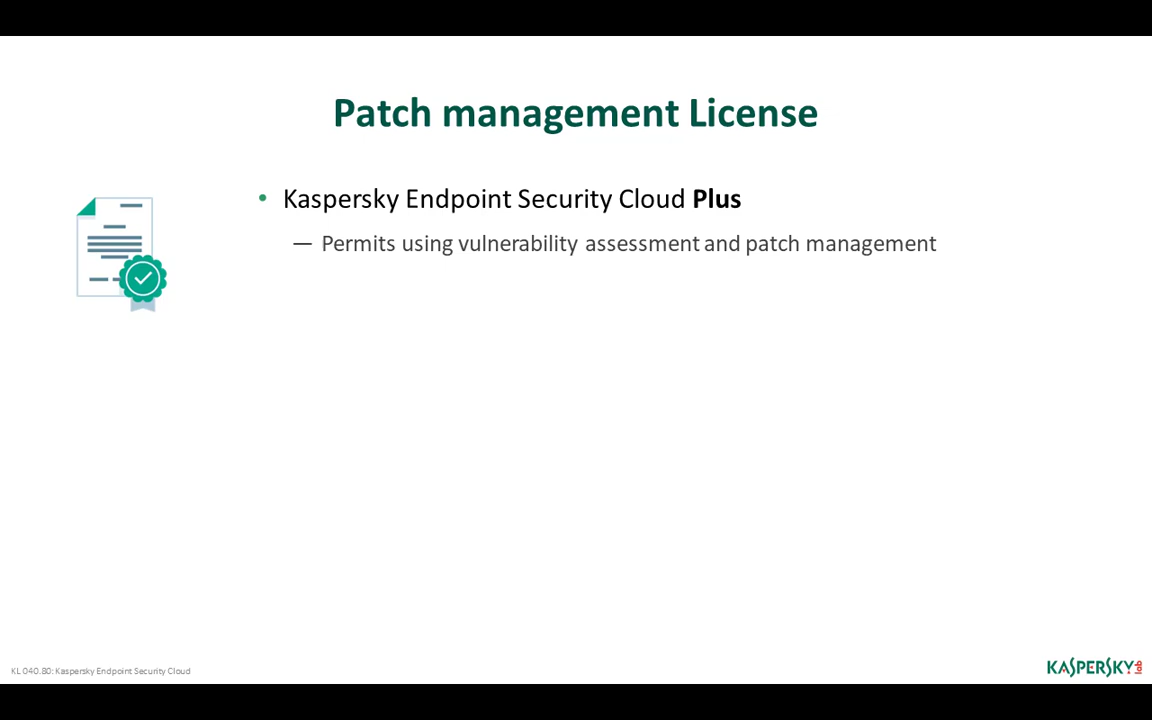 Patch management License
• Kaspersky Endpoint Security Cloud Plus
— Permits using vulnerability assessment and patch management
KL 040.80: Kaspersky Endpoint Security Cloud
KASPERSKY lab